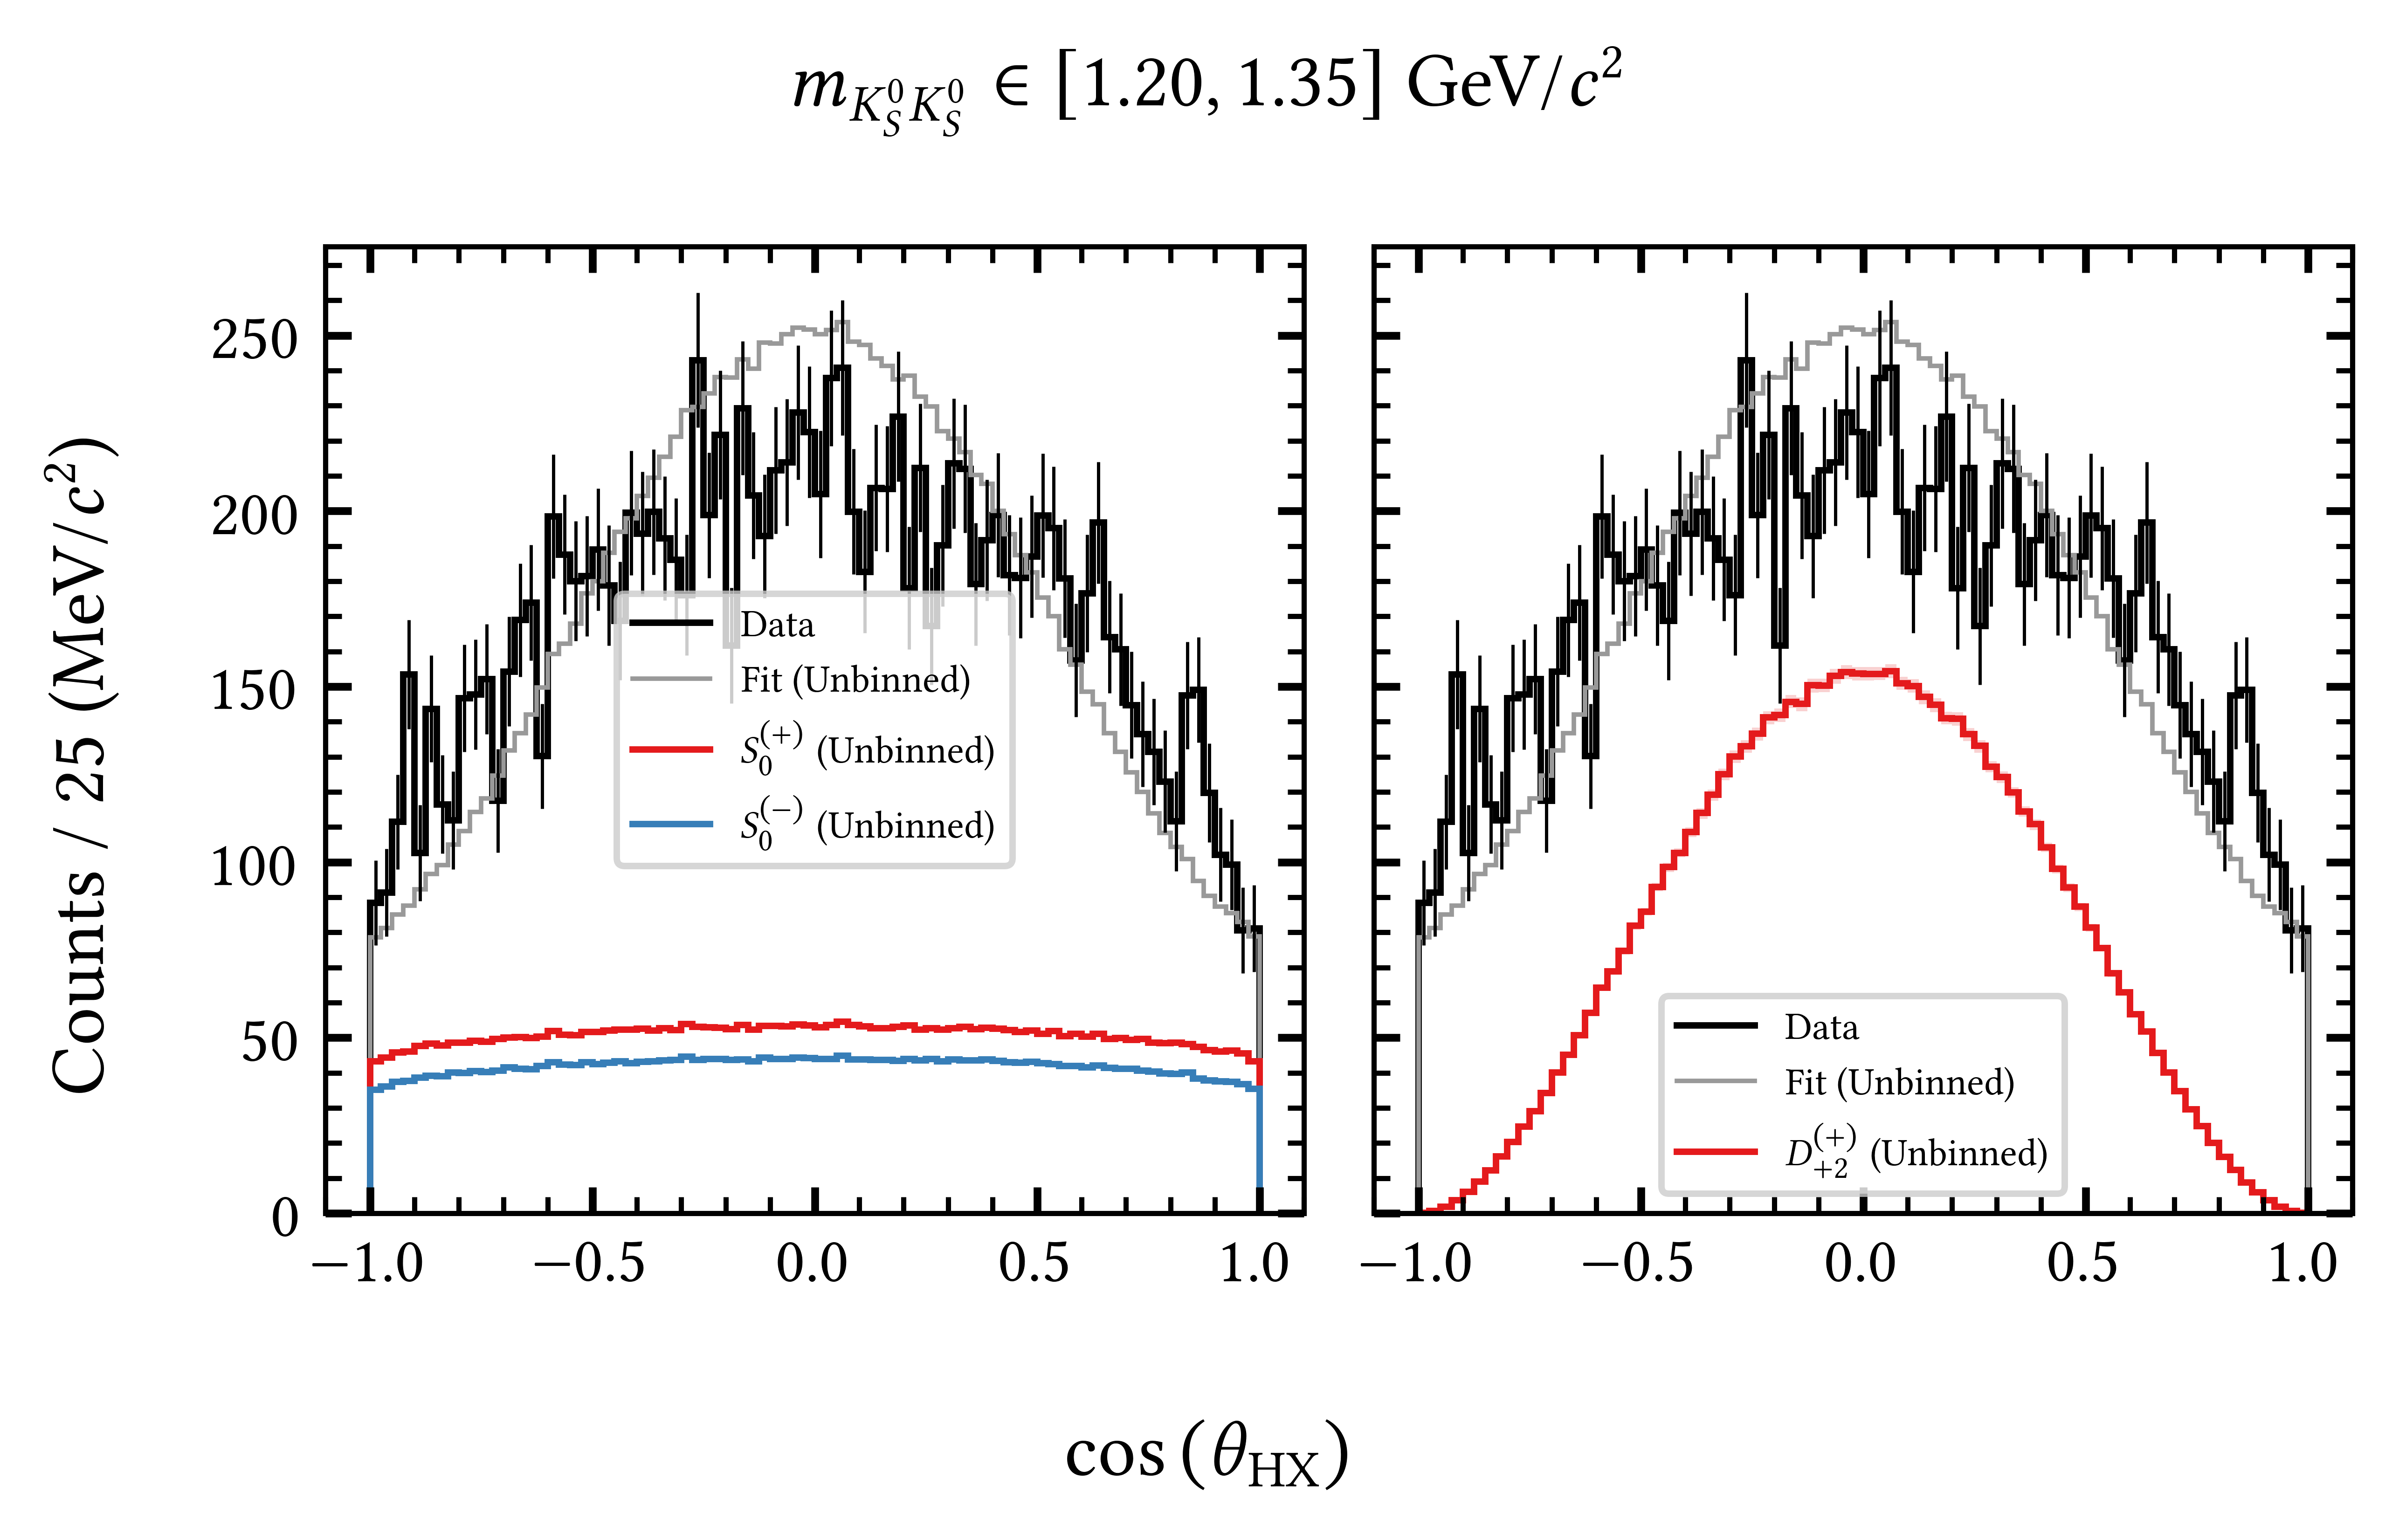 m_{K_S^0 K_S^0} ∈ [1.20, 1.35] GeV/c²
Counts / 25 (MeV/c²)
250
200
150
100
50
0
Data
Fit (Unbinned)
S_0^{(+)} (Unbinned)
S_0^{(−)} (Unbinned)
−1.0 −0.5 0.0 0.5 1.0
Data
Fit (Unbinned)
D_{+2}^{(+)} (Unbinned)
−1.0 −0.5 0.0 0.5 1.0
cos (θ_HX)